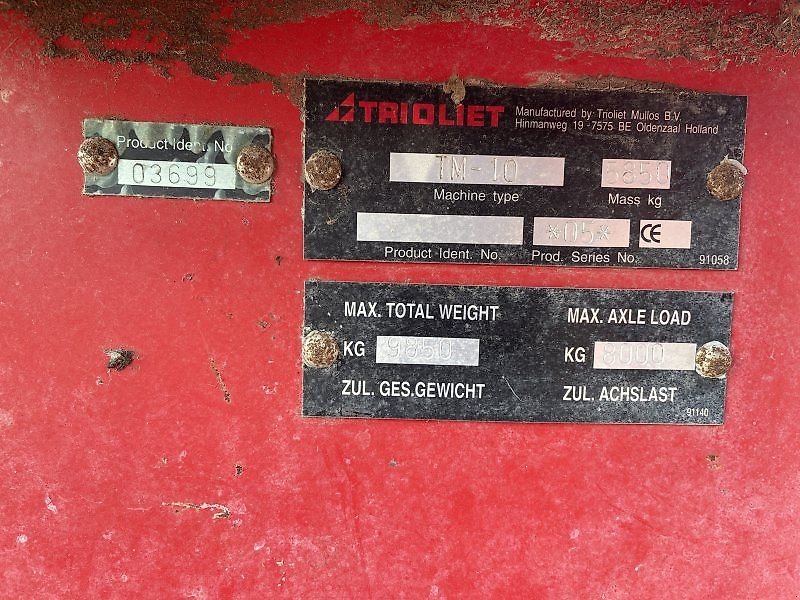 Product Ident. No
03699
TRIOLIET
Manufactured by Trioliet Mullos B.V.
Hinmanweg 19 - 7575 BE Oldenzaal Holland
TM-10
Machine type
Mass kg
*05*
CE
Product Ident. No.
Prod. Series No.
91058
MAX. TOTAL WEIGHT
KG 9850
ZUL. GES.GEWICHT
MAX. AXLE LOAD
KG 8000
ZUL. ACHSLAST
91140